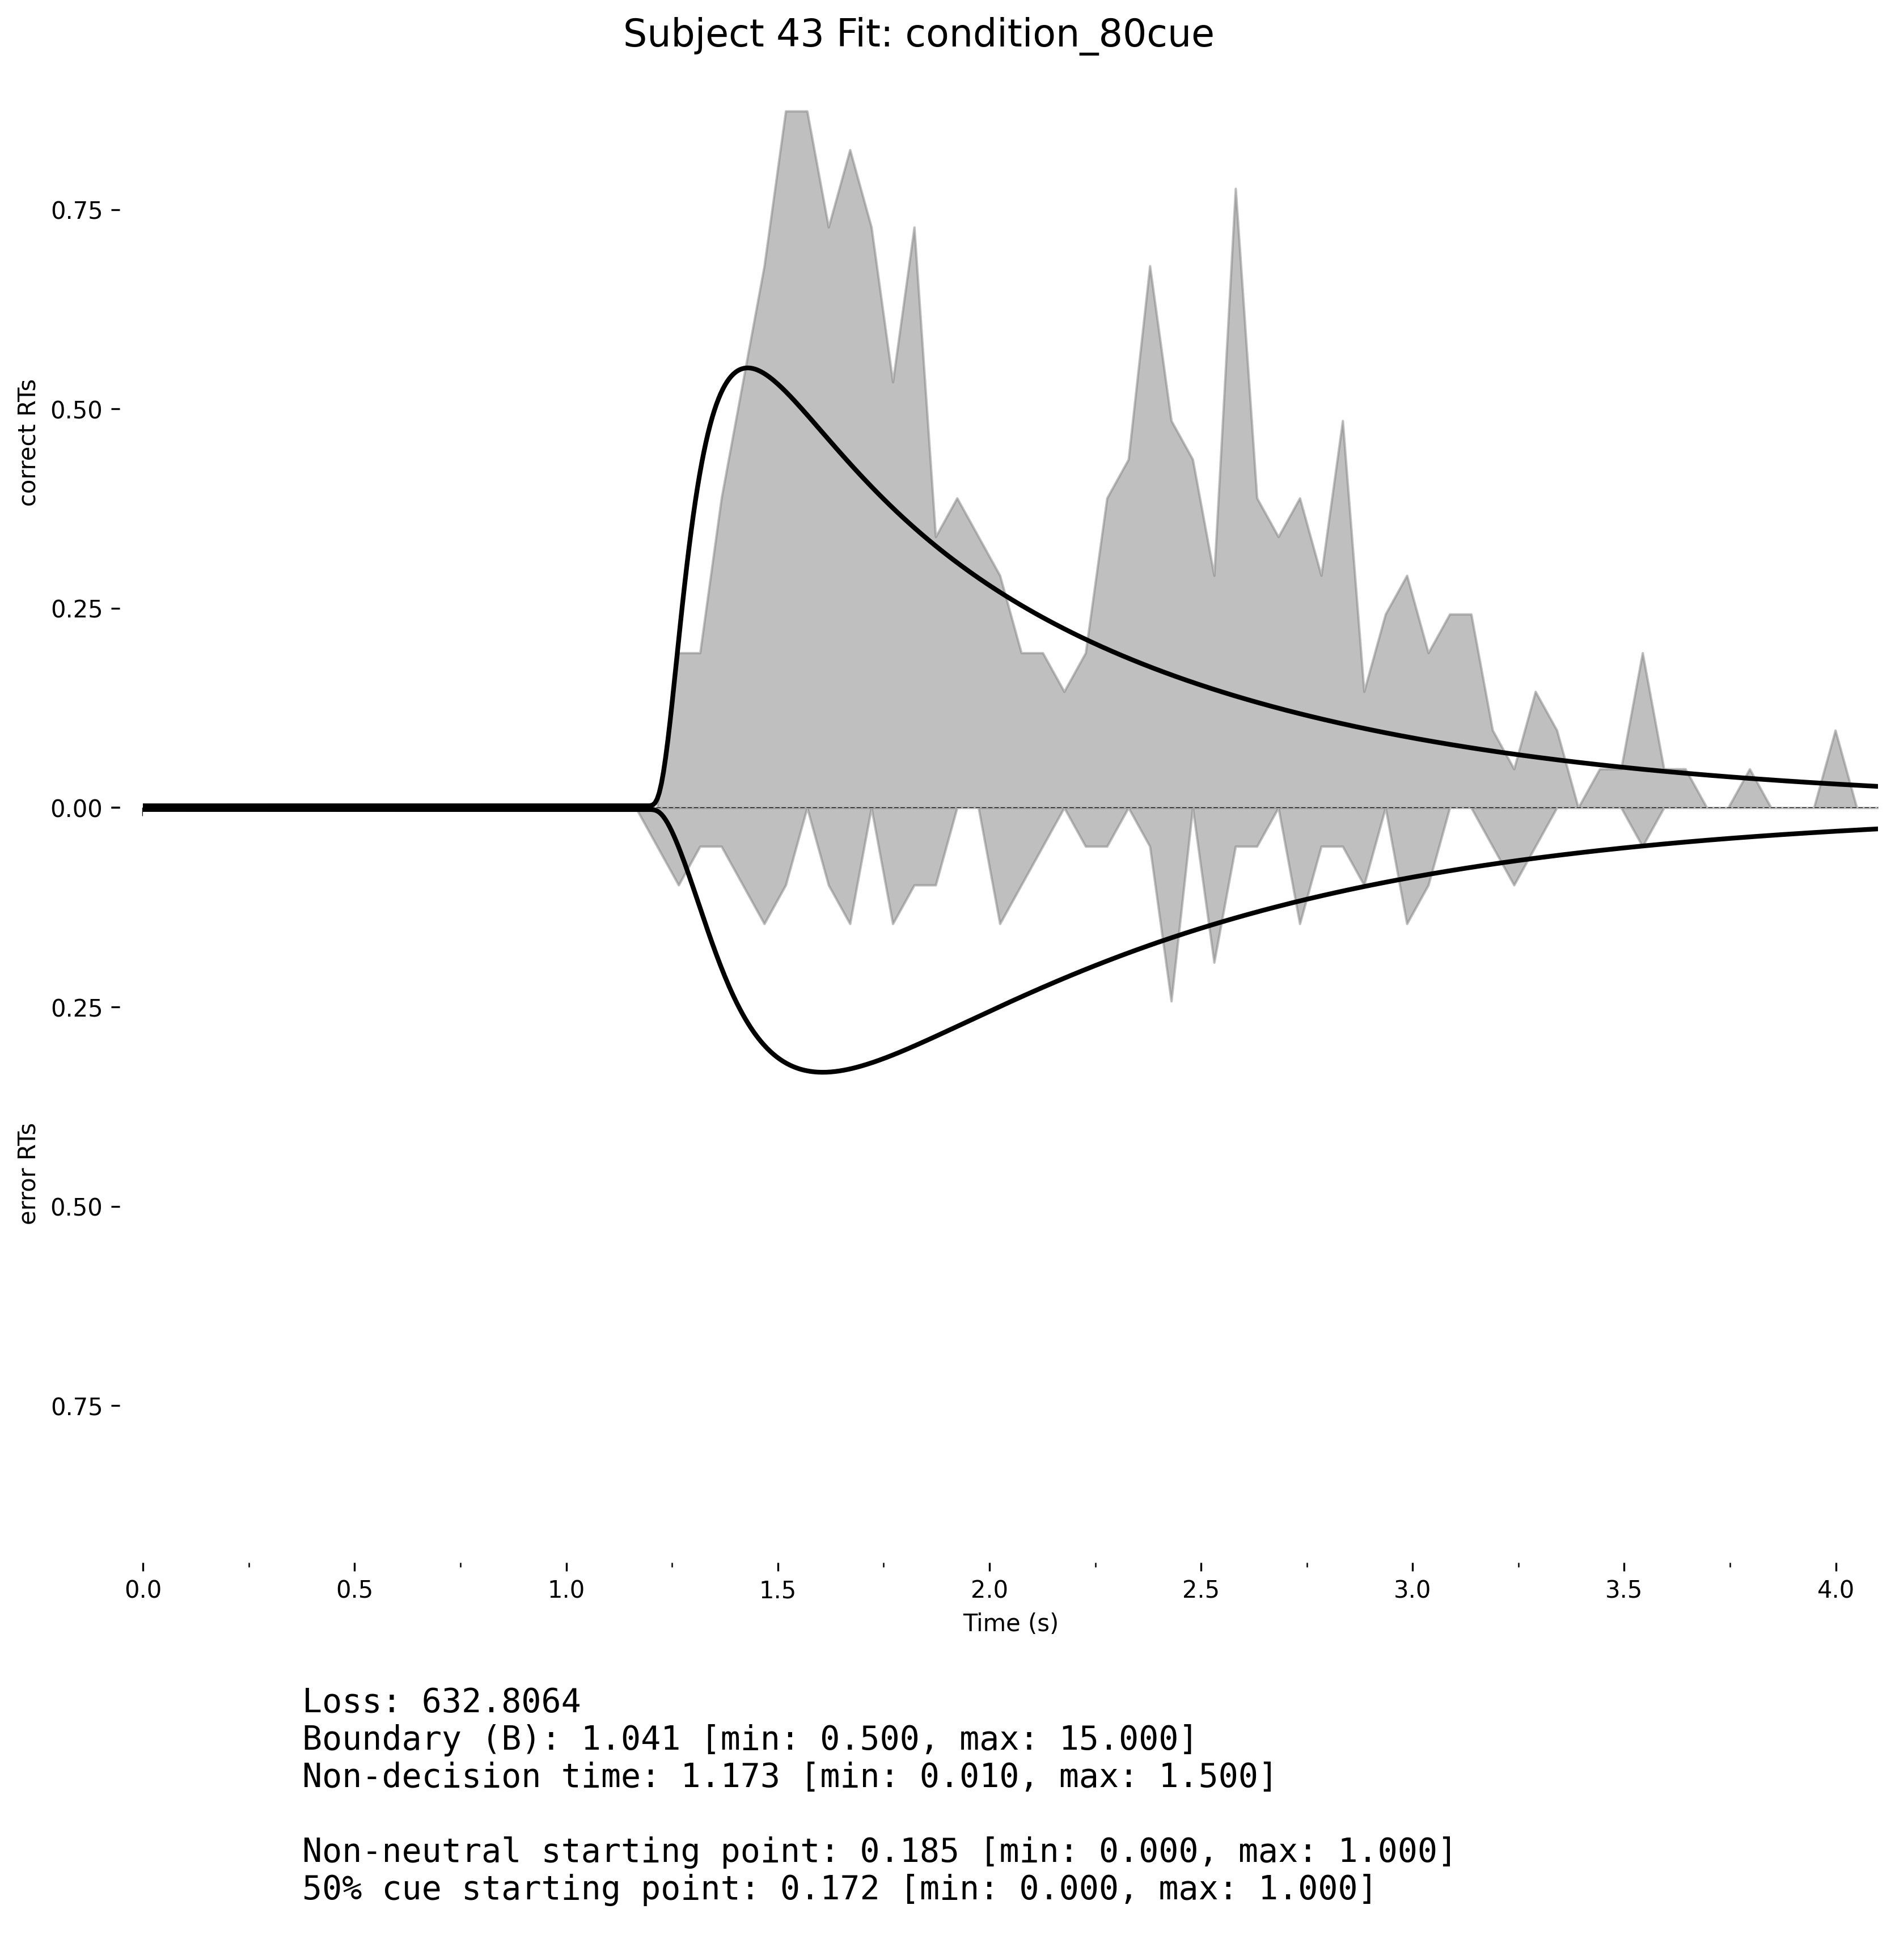 Subject 43 Fit: condition_80cue
0.75
0.50
0.25
0.00
0.25
0.50
0.75
correct RTs
error RTs
0.0 0.5 1.0 1.5 2.0 2.5 3.0 3.5 4.0
Time (s)
Loss: 632.8064
Boundary (B): 1.041 [min: 0.500, max: 15.000]
Non-decision time: 1.173 [min: 0.010, max: 1.500]
Non-neutral starting point: 0.185 [min: 0.000, max: 1.000]
50% cue starting point: 0.172 [min: 0.000, max: 1.000]